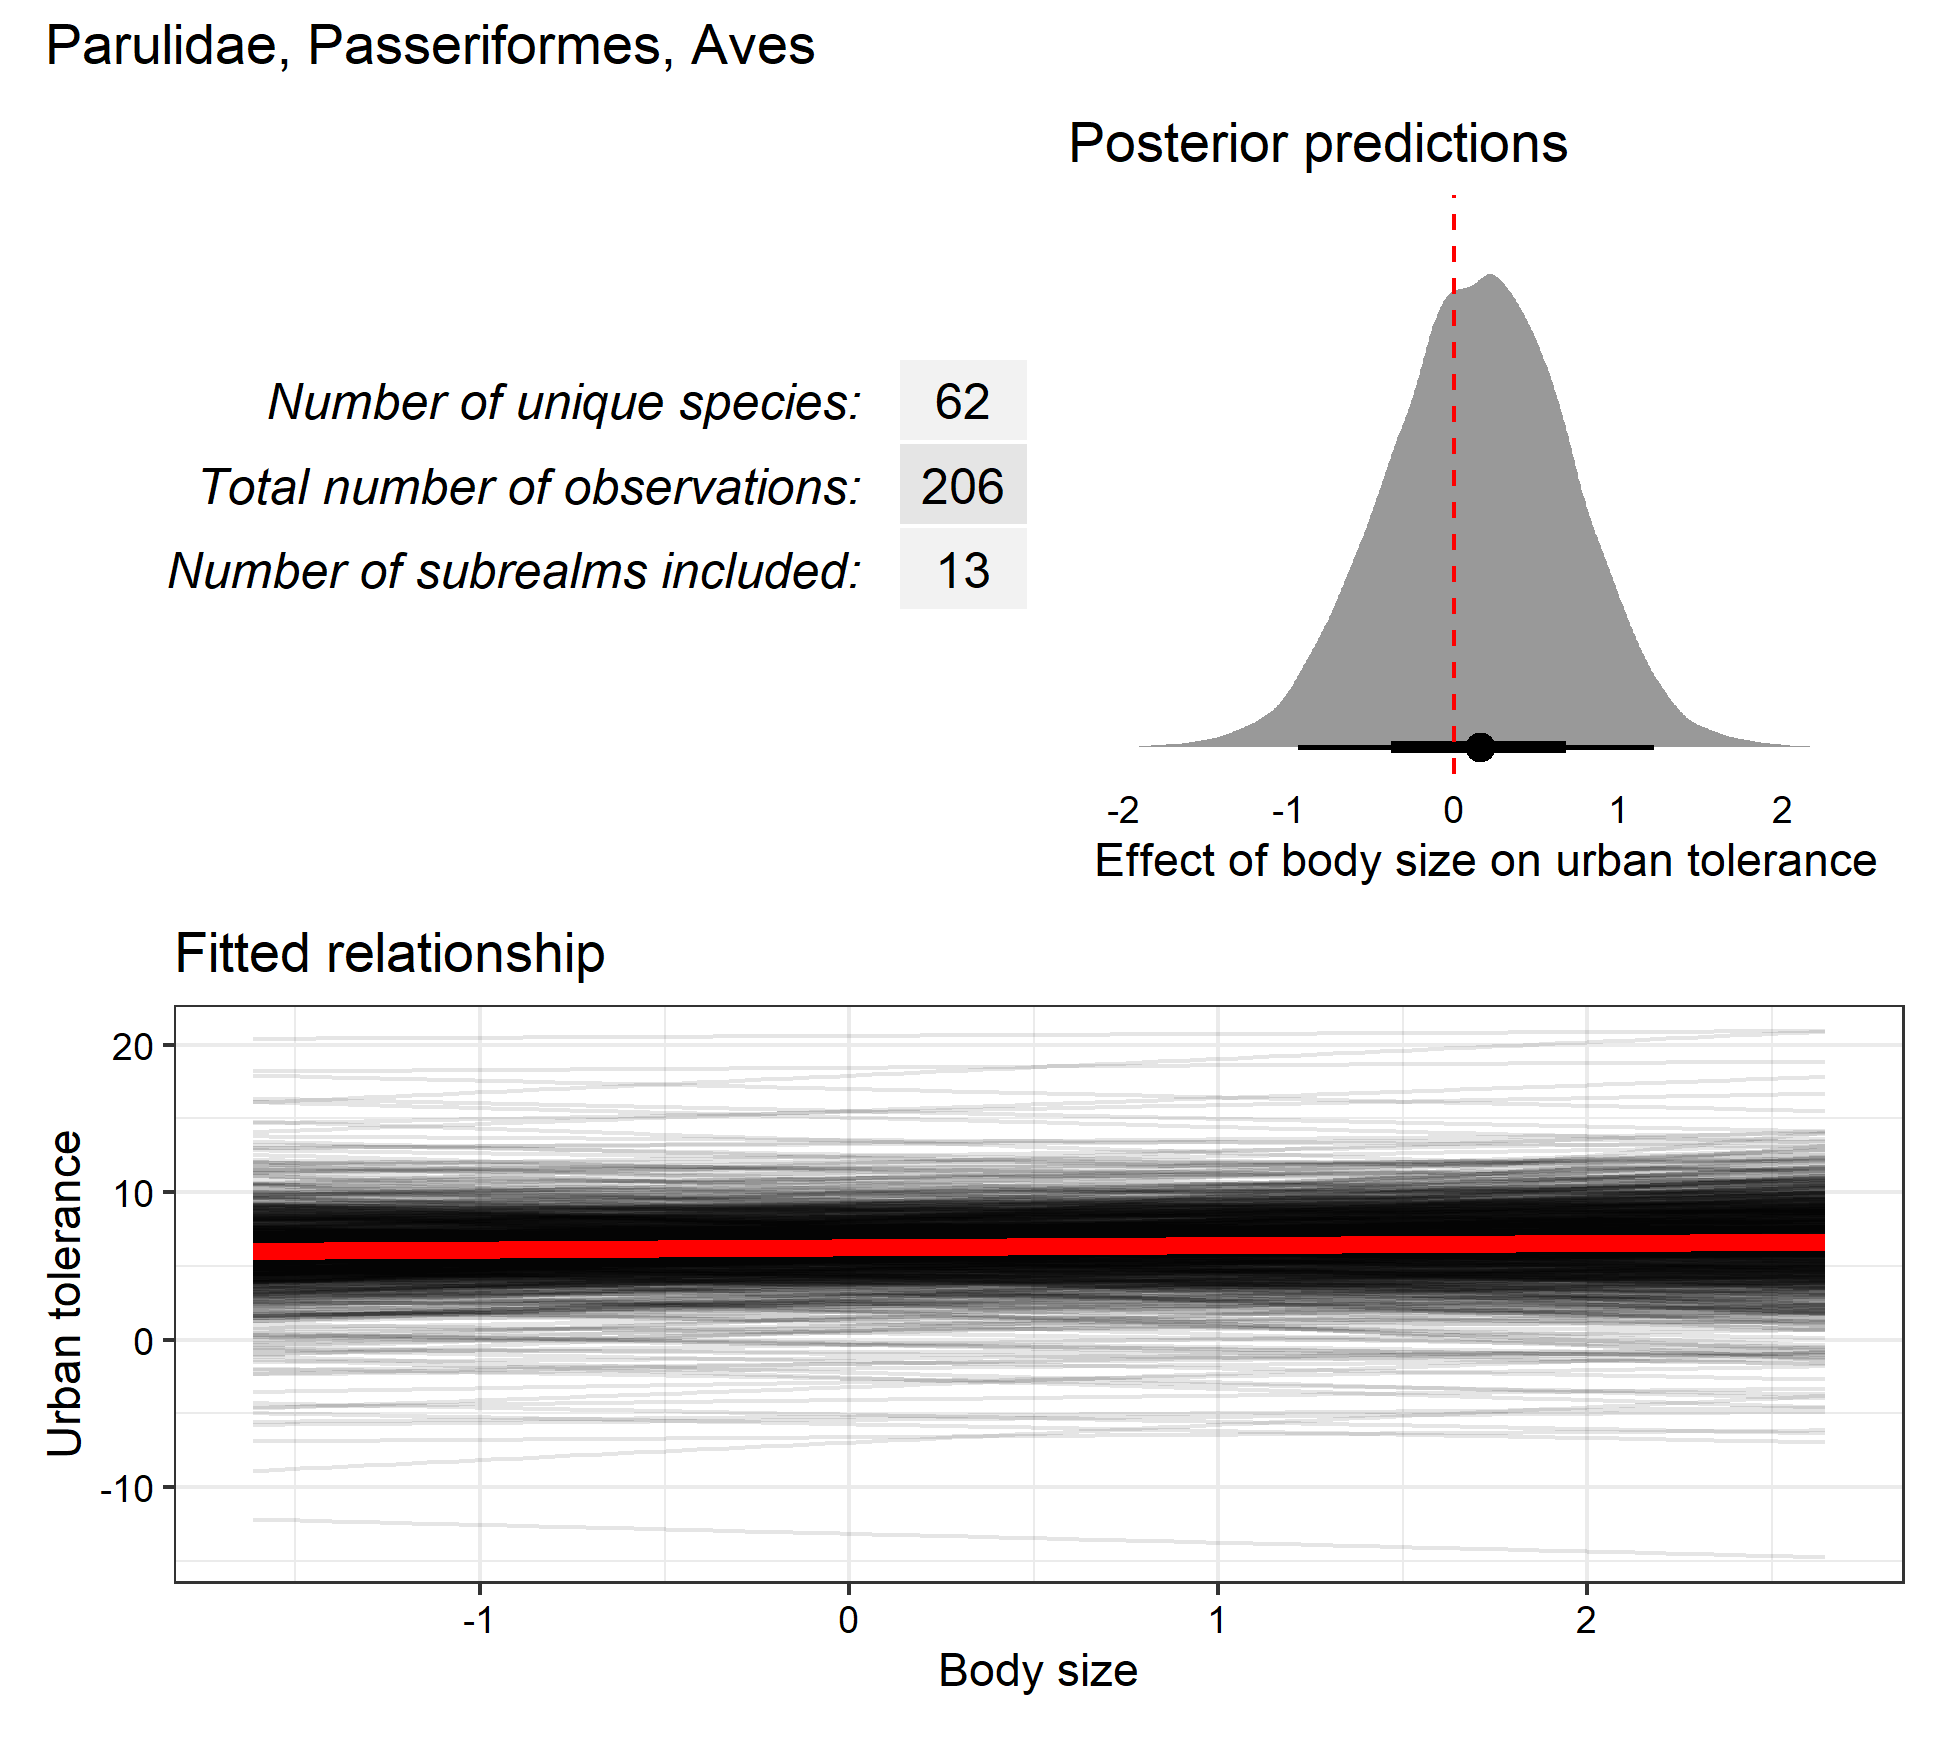 Parulidae, Passeriformes, Aves
Number of unique species: 62
Total number of observations: 206
Number of subrealms included: 13
Posterior predictions
-2 -1 0 1 2
Effect of body size on urban tolerance
Fitted relationship
Urban tolerance
20
10
0
-10
-1 0 1 2
Body size